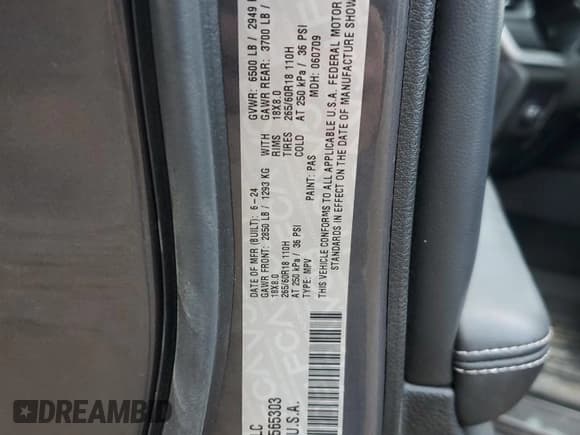 LC
565303
U.S.A.
DATE OF MFR (BUILT): 6-24 GVWR: 6500 LB / 2949
GAWR FRONT: 2850 LB / 1293 KG WITH GAWR REAR: 3700 LB /
18X8.0 RIMS 18X8.0
265/60R18 110H TIRES 265/60R18 110H
AT 250 kPa / 36 PSI COLD AT 250 kPa / 36 PSI
TYPE: MPV PAINT: PAS MDH: 060709
THIS VEHICLE CONFORMS TO ALL APPLICABLE U.S.A. FEDERAL MOTOR
STANDARDS IN EFFECT ON THE DATE OF MANUFACTURE SHOW
DREAMBID